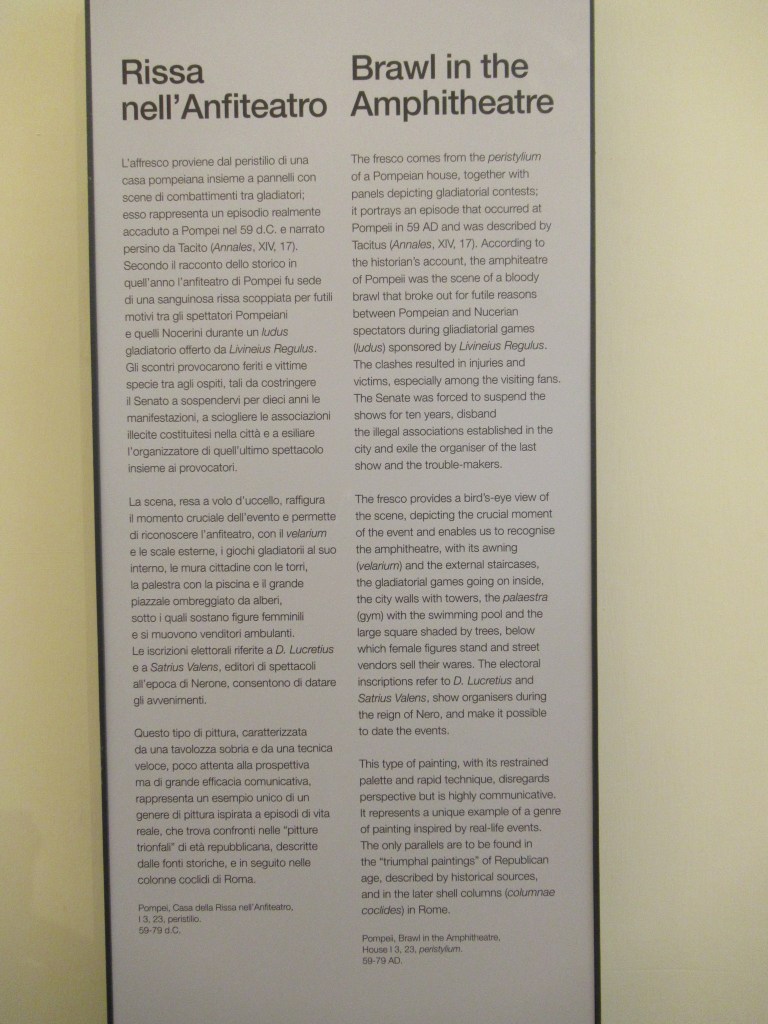 Rissa
nell'Anfiteatro
L'affresco proviene dal peristilio di una
casa pompeiana insieme a pannelli con
scene di combattimenti tra gladiatori;
esso rappresenta un episodio realmente
accaduto a Pompei nel 59 d.C. e narrato
persino da Tacito (Annales, XIV, 17).
Secondo il racconto dello storico in
quell'anno l'anfiteatro di Pompei fu sede
di una sanguinosa rissa scoppiata per futili
motivi tra gli spettatori Pompeiani
e quelli Nocerini durante un ludus
gladiatorio offerto da Livineius Regulus.
Gli scontri provocarono feriti e vittime
specie tra agli ospiti, tali da costringere
il Senato a sospendervi per dieci anni le
manifestazioni, a sciogliere le associazioni
illecite costituitesi nella città e a esiliare
l'organizzatore di quell'ultimo spettacolo
insieme ai provocatori.
La scena, resa a volo d'uccello, raffigura
il momento cruciale dell'evento e permette
di riconoscere l'anfiteatro, con il velarium
e le scale esterne, i giochi gladiatorii al suo
interno, le mura cittadine con le torri,
la palestra con la piscina e il grande
piazzale ombreggiato da alberi,
sotto i quali sostano figure femminili
e si muovono venditori ambulanti.
Le iscrizioni elettorali riferite a D. Lucretius
e a Satrius Valens, editori di spettacoli
all'epoca di Nerone, consentono di datare
gli avvenimenti.
Questo tipo di pittura, caratterizzata
da una tavolozza sobria e da una tecnica
veloce, poco attenta alla prospettiva
ma di grande efficacia comunicativa,
rappresenta un esempio unico di un
genere di pittura ispirata a episodi di vita
reale, che trova confronti nelle "pitture
trionfali" di età repubblicana, descritte
dalle fonti storiche, e in seguito nelle
colonne coclidi di Roma.
Pompei, Casa della Rissa nell'Anfiteatro,
I 3, 23, peristilio.
59-79 d.C.
Brawl in the
Amphitheatre
The fresco comes from the peristylium
of a Pompeian house, together with
panels depicting gladiatorial contests;
it portrays an episode that occurred at
Pompeii in 59 AD and was described by
Tacitus (Annales, XIV, 17). According to
the historian's account, the amphiteatre
of Pompeii was the scene of a bloody
brawl that broke out for futile reasons
between Pompeian and Nucerian
spectators during gliadiatorial games
(ludus) sponsored by Livineius Regulus.
The clashes resulted in injuries and
victims, especially among the visiting fans.
The Senate was forced to suspend the
shows for ten years, disband
the illegal associations established in the
city and exile the organiser of the last
show and the trouble-makers.
The fresco provides a bird's-eye view of
the scene, depicting the crucial moment
of the event and enables us to recognise
the amphitheatre, with its awning
(velarium) and the external staircases,
the gladiatorial games going on inside,
the city walls with towers, the palaestra
(gym) with the swimming pool and the
large square shaded by trees, below
which female figures stand and street
vendors sell their wares. The electoral
inscriptions refer to D. Lucretius and
Satrius Valens, show organisers during
the reign of Nero, and make it possible
to date the events.
This type of painting, with its restrained
palette and rapid technique, disregards
perspective but is highly communicative.
It represents a unique example of a genre
of painting inspired by real-life events.
The only parallels are to be found in
the "triumphal paintings" of Republican
age, described by historical sources,
and in the later shell columns (columnae
coclides) in Rome.
Pompeii, Brawl in the Amphitheatre,
House I 3, 23, peristylium.
59-79 AD.